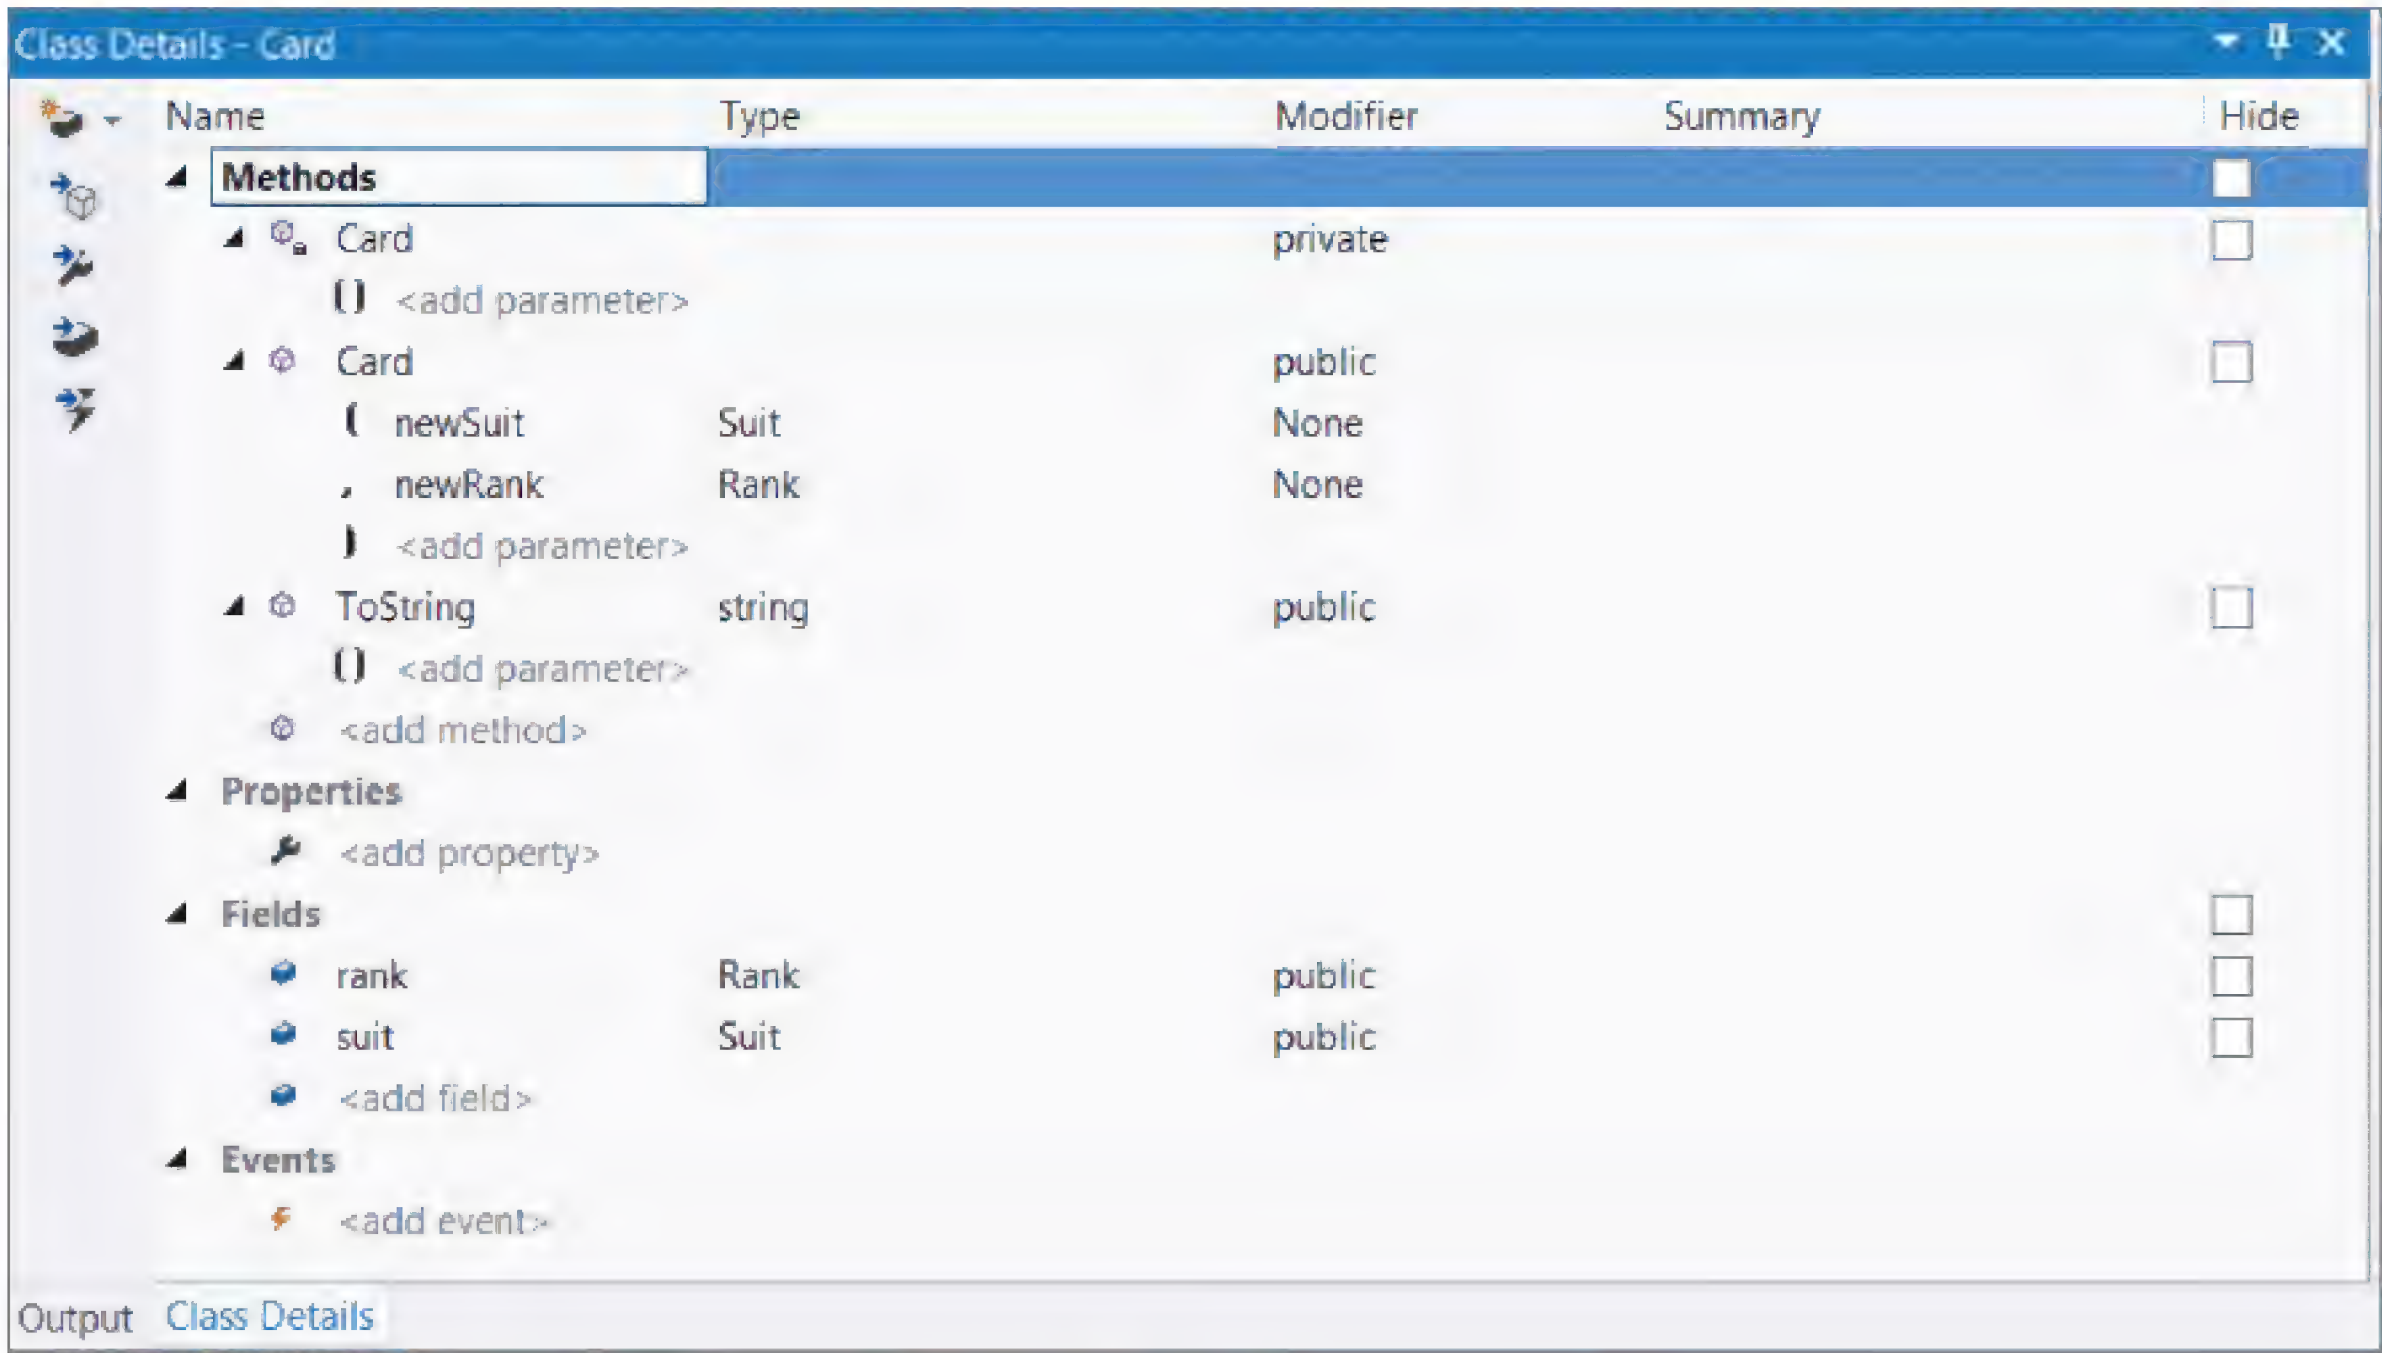 Class Details - Card
Name Type Modifier Summary Hide
Methods
Card private
() <add parameter>
Card public
( newSuit Suit None
, newRank Rank None
) <add parameter>
ToString string public
() <add parameter>
<add method>
Properties
<add property>
Fields
rank Rank public
suit Suit public
<add field>
Events
<add event>
Output Class Details